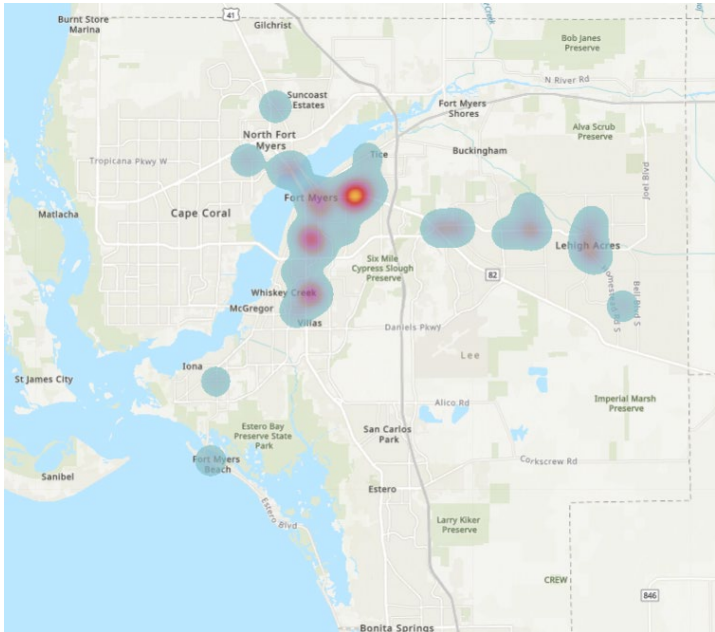 Burnt Store
Marina
41
Gilchrist
Bob Janes
Preserve
N River Rd
Suncoast
Estates
Fort Myers
Shores
Alva Scrub
Preserve
North Fort
Myers
Tice
Buckingham
Tropicana Pkwy W
Joel Blvd
Fort Myers
Matlacha
Cape Coral
Lehigh Acres
Six Mile
Cypress Slough
Preserve
82
Homestead Rd S
Bell Blvd S
Whiskey Creek
McGregor
Villas
Daniels Pkwy
Lee
Iona
St James City
Alico Rd
Imperial Marsh
Preserve
Estero Bay
Preserve State
Park
San Carlos
Park
Fort Myers
Beach
Corkscrew Rd
Sanibel
Estero
Estero Blvd
Larry Kiker
Preserve
CREW
846
Bonita Springs